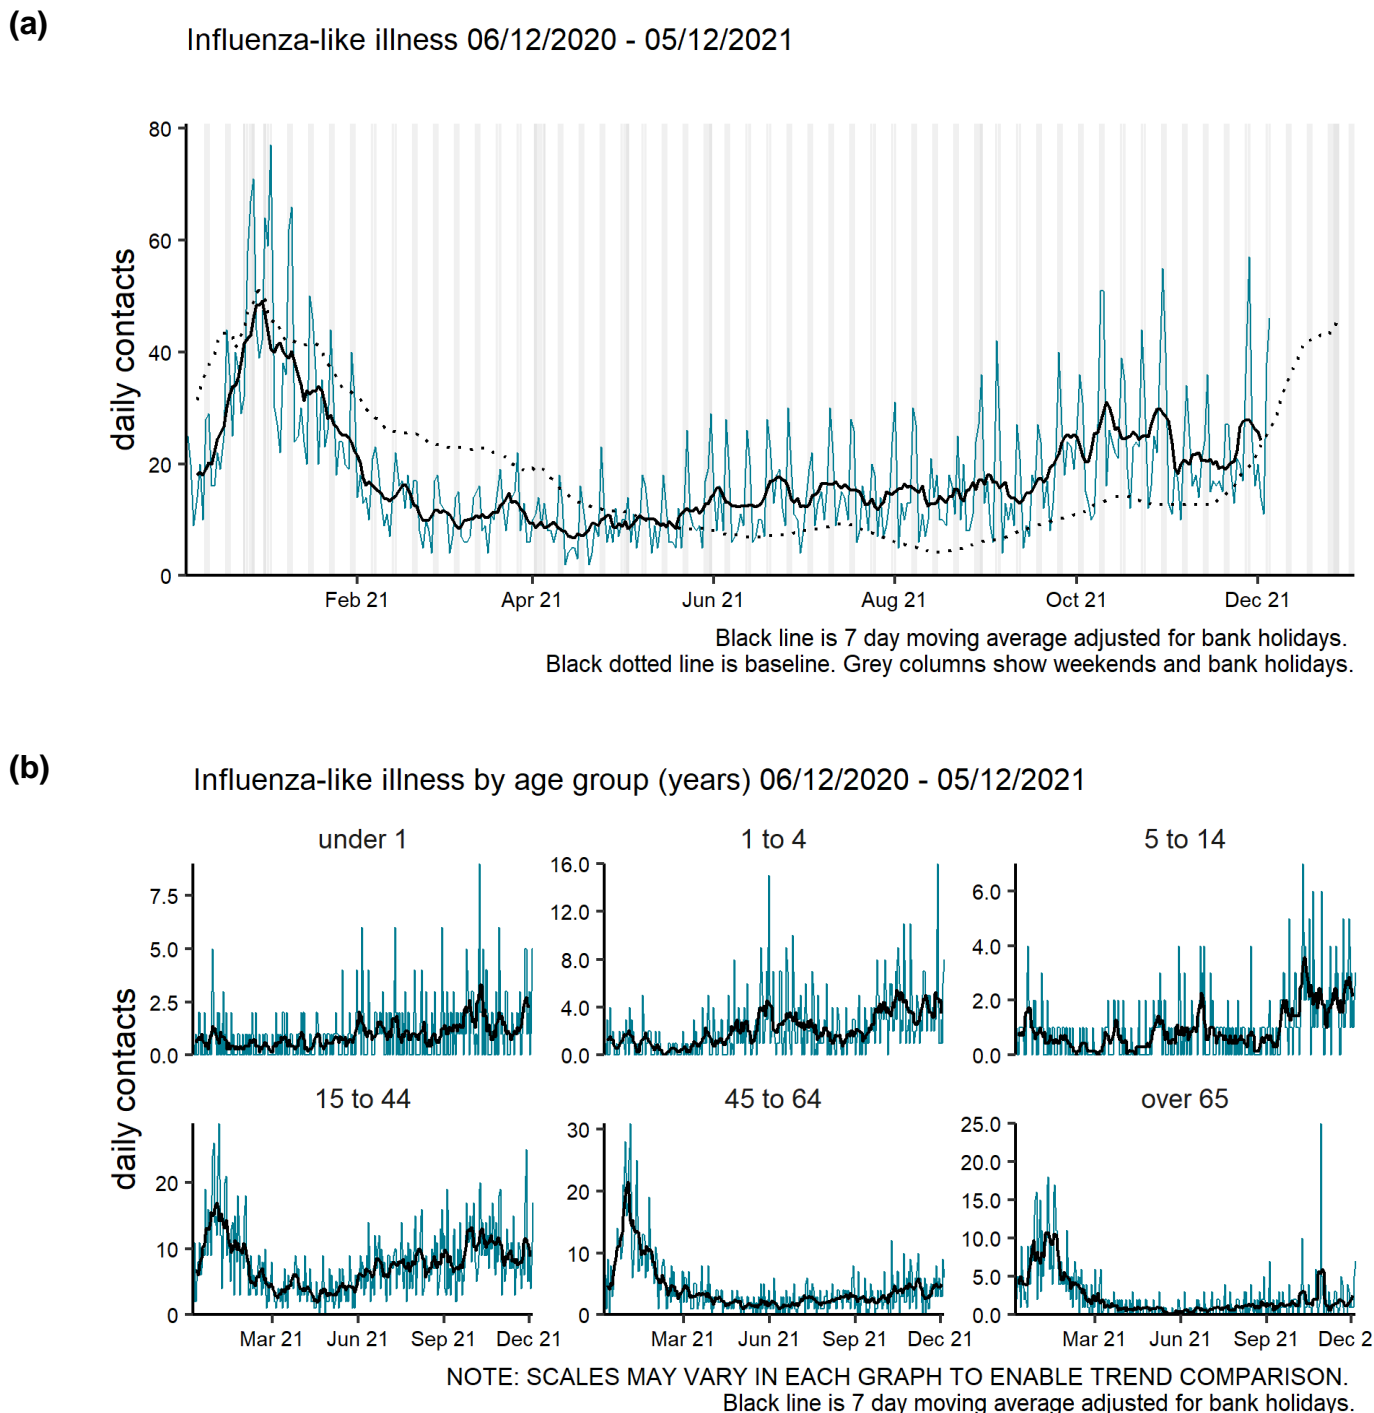 (a)
Influenza-like illness 06/12/2020 - 05/12/2021
daily contacts
80
60
40
20
0
Feb 21
Apr 21
Jun 21
Aug 21
Oct 21
Dec 21
Black line is 7 day moving average adjusted for bank holidays.
Black dotted line is baseline. Grey columns show weekends and bank holidays.
(b)
Influenza-like illness by age group (years) 06/12/2020 - 05/12/2021
daily contacts
under 1
7.5
5.0
2.5
0.0
1 to 4
16.0
12.0
8.0
4.0
0.0
5 to 14
6.0
4.0
2.0
0.0
15 to 44
20
10
0
Mar 21
Jun 21
Sep 21
Dec 21
45 to 64
30
20
10
0
Mar 21
Jun 21
Sep 21
Dec 21
over 65
25.0
20.0
15.0
10.0
5.0
0.0
Mar 21
Jun 21
Sep 21
Dec 2
NOTE: SCALES MAY VARY IN EACH GRAPH TO ENABLE TREND COMPARISON.
Black line is 7 day moving average adjusted for bank holidays.